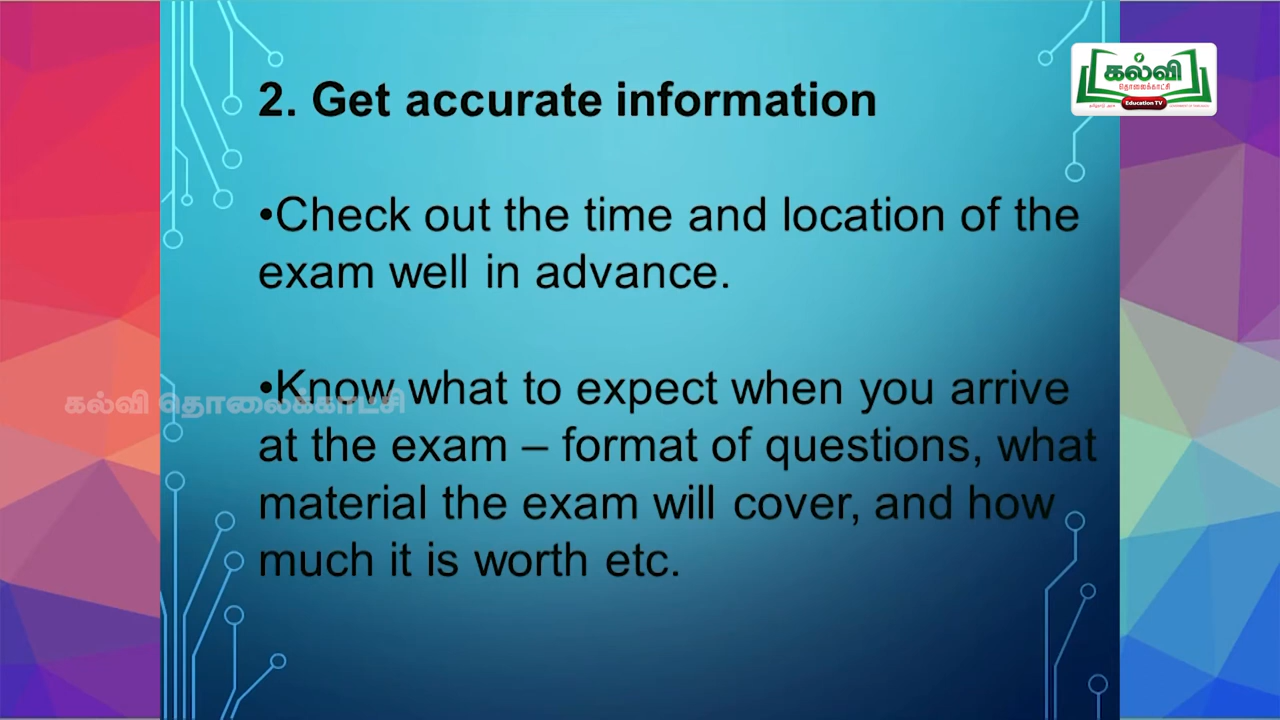 2. Get accurate information
•Check out the time and location of the
exam well in advance.
•Know what to expect when you arrive
at the exam – format of questions, what
material the exam will cover, and how
much it is worth etc.
கல்வி
தொலைக்காட்சி
Education TV
கல்வி தொலைக்காட்சி